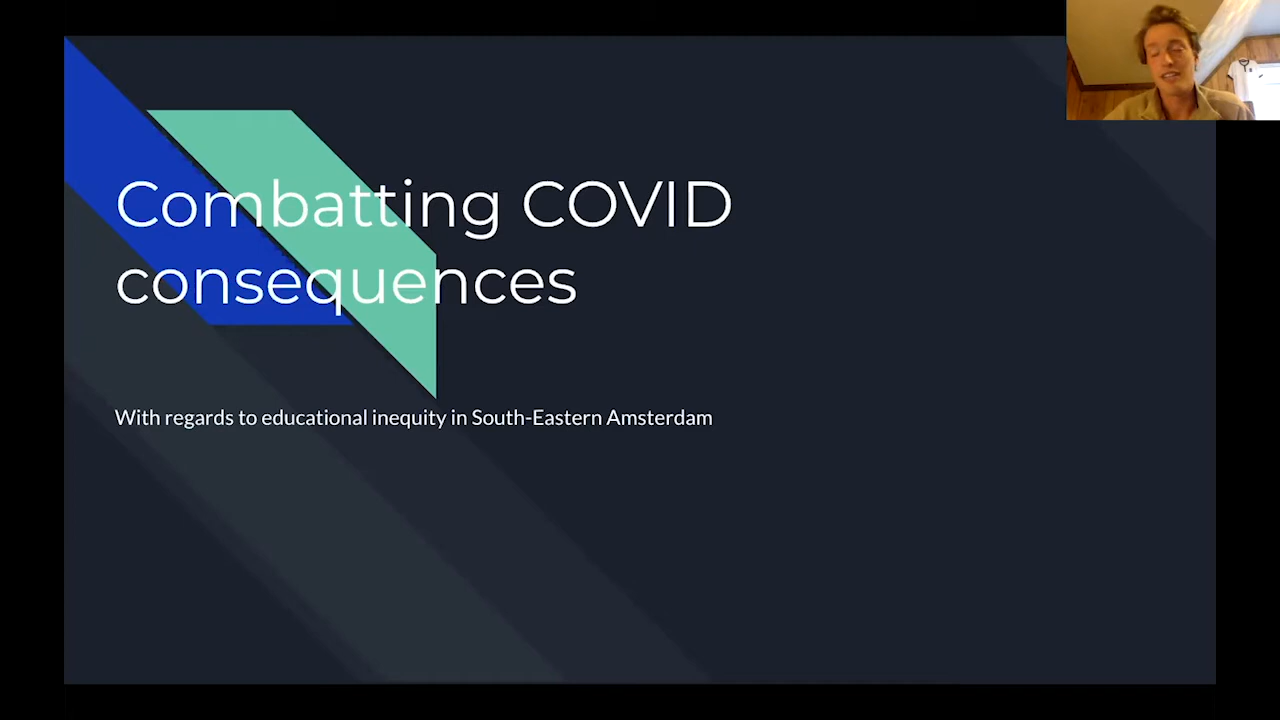 Combatting COVID
consequences
With regards to educational inequity in South-Eastern Amsterdam